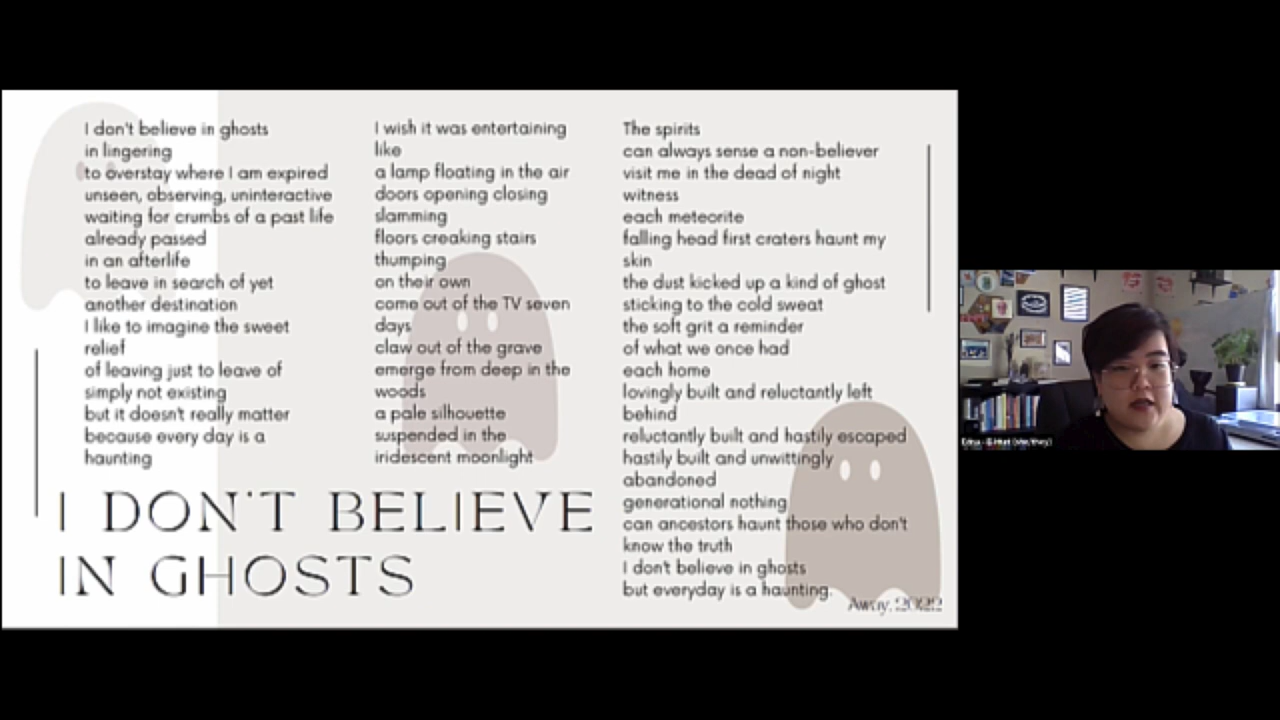 I don't believe in ghosts
in lingering
to overstay where I am expired
unseen, observing, uninteractive
waiting for crumbs of a past life
already passed
in an afterlife
to leave in search of yet
another destination
I like to imagine the sweet
relief
of leaving just to leave of
simply not existing
but it doesn't really matter
because every day is a
haunting
I wish it was entertaining
like
a lamp floating in the air
doors opening closing
slamming
floors creaking stairs
thumping
on their own
come out of the TV seven
days
claw out of the grave
emerge from deep in the
woods
a pale silhouette
suspended in the
iridescent moonlight
The spirits
can always sense a non-believer
visit me in the dead of night
witness
each meteorite
falling head first craters haunt my
skin
the dust kicked up a kind of ghost
sticking to the cold sweat
the soft grit a reminder
of what we once had
each home
lovingly built and reluctantly left
behind
reluctantly built and hastily escaped
hastily built and unwittingly
abandoned
generational nothing
can ancestors haunt those who don't
know the truth
I don't believe in ghosts
but everyday is a haunting.
I DON'T BELIEVE
IN GHOSTS
Away, 2022
(she/they)